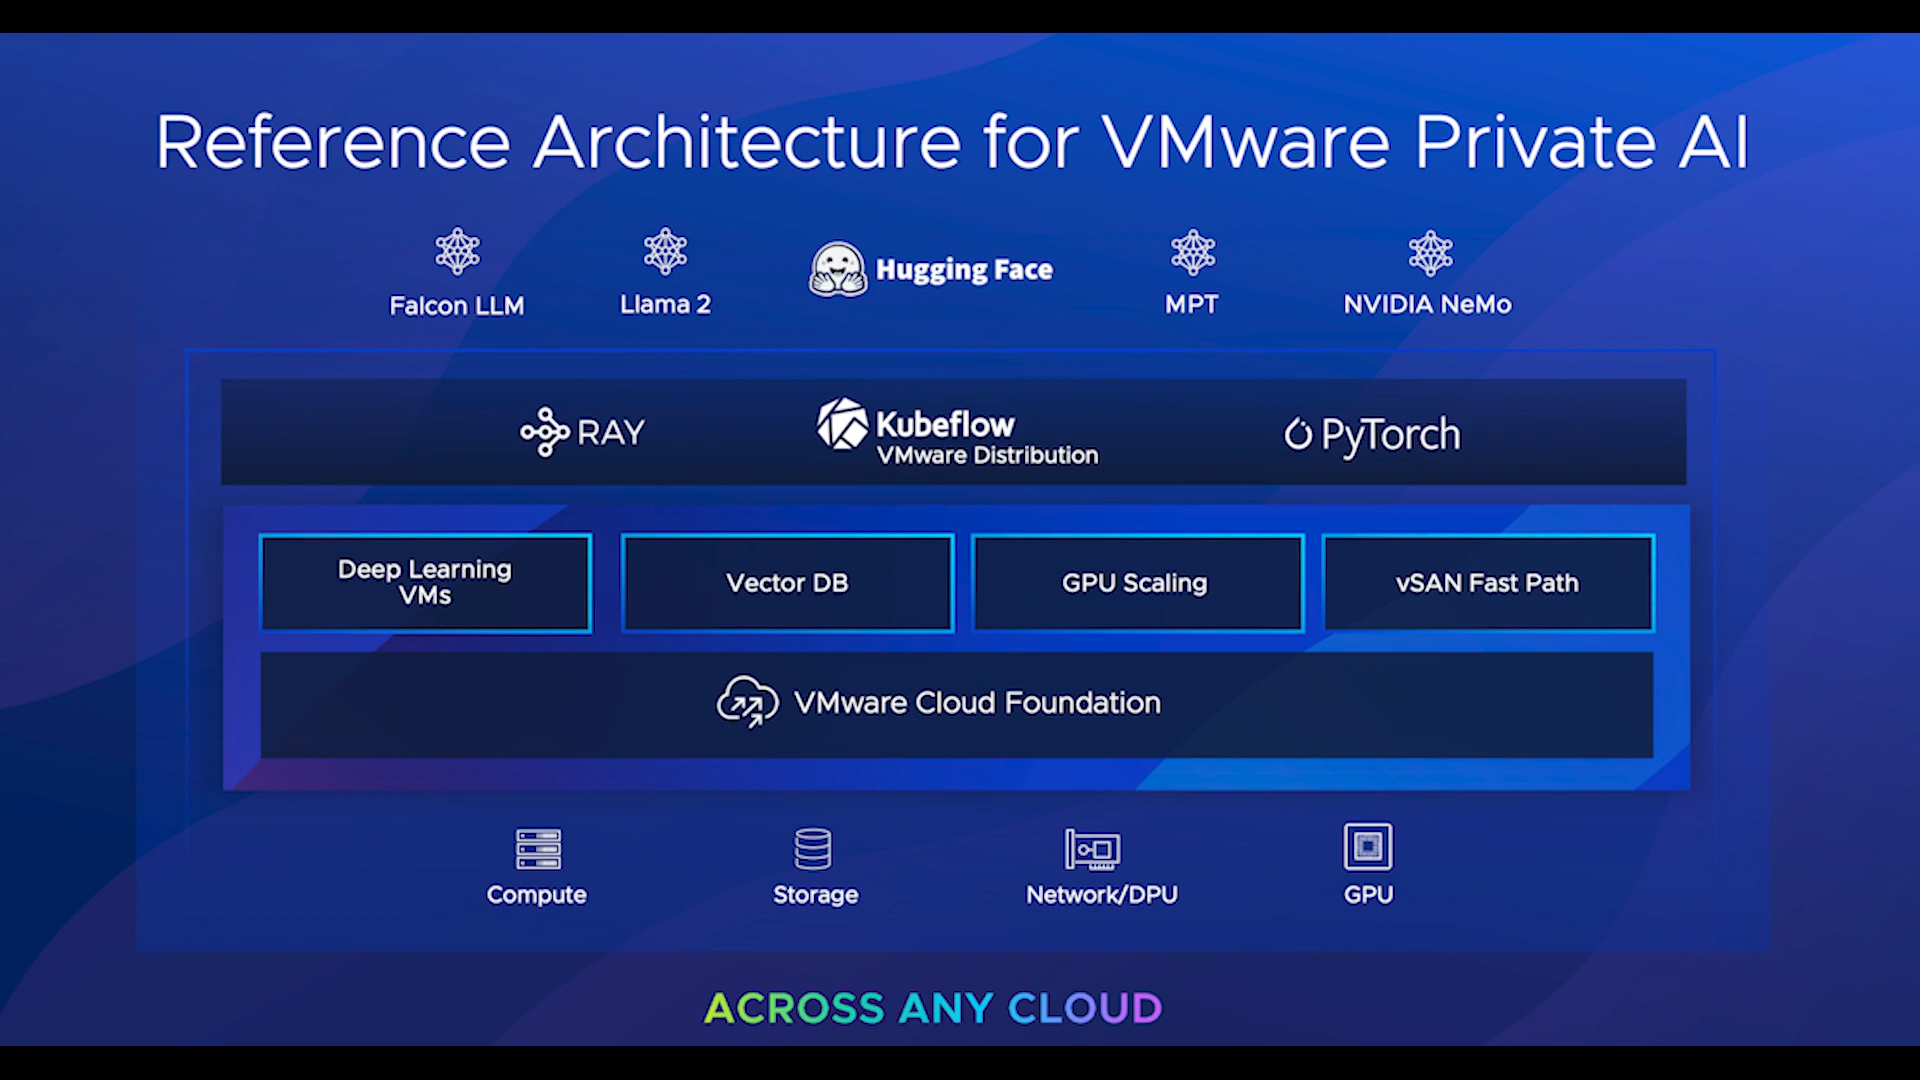 Reference Architecture for VMware Private AI
Falcon LLM
Llama 2
Hugging Face
MPT
NVIDIA NeMo
RAY
Kubeflow
VMware Distribution
PyTorch
Deep Learning
VMs
Vector DB
GPU Scaling
vSAN Fast Path
VMware Cloud Foundation
Compute
Storage
Network/DPU
GPU
ACROSS ANY CLOUD